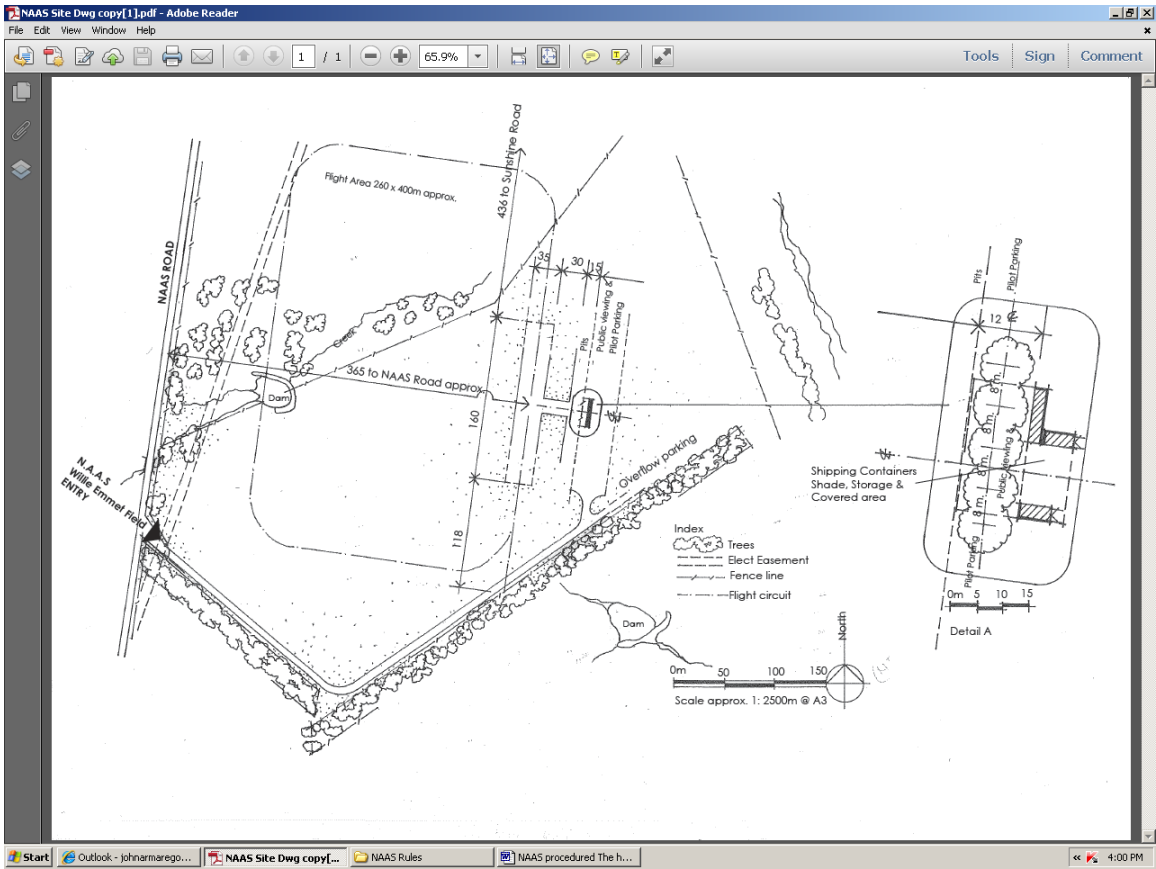 NAAS Site Dwg copy[1].pdf - Adobe Reader
File Edit View Window Help
1 / 1 65.9% Tools Sign Comment
Flight Area 260 x 400m approx.
436 to Sunshine Road
NAAS ROAD
35 30 15
Pits
Public viewing &
Pilot Parking
Creek
365 to NAAS Road approx.
Dam
160
118
N.A.A.S
Willie Emmet Field
ENTRY
Overflow parking
Pits
Pilot Parking
12
8 m.
8 m.
8 m.
8 m.
Public viewing &
Pilot Parking
Shipping Containers
Shade, Storage &
Covered area
0m 5 10 15
Detail A
Index
Trees
Elect Easement
Fence line
Flight circuit
Dam
North
0m 50 100 150
Scale approx. 1: 2500m @ A3
Start Outlook - johnarmarego... NAAS Site Dwg copy[... NAAS Rules NAAS procedured The h... « 4:00 PM